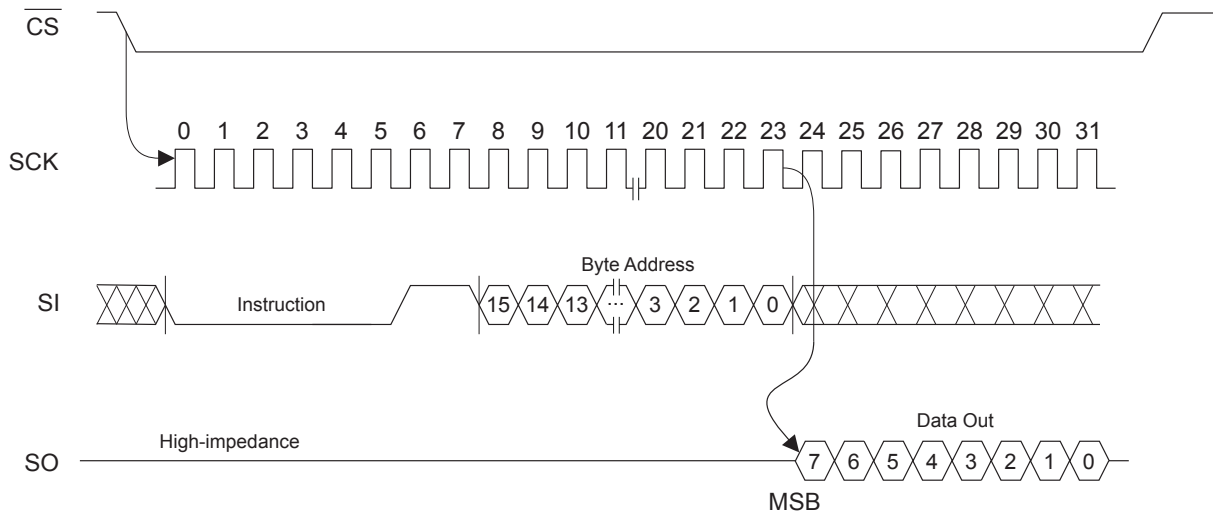 CS
0 1 2 3 4 5 6 7 8 9 10 11 20 21 22 23 24 25 26 27 28 29 30 31
SCK
Byte Address
SI
Instruction
15 14 13 ... 3 2 1 0
High-impedance
Data Out
SO
7 6 5 4 3 2 1 0
MSB